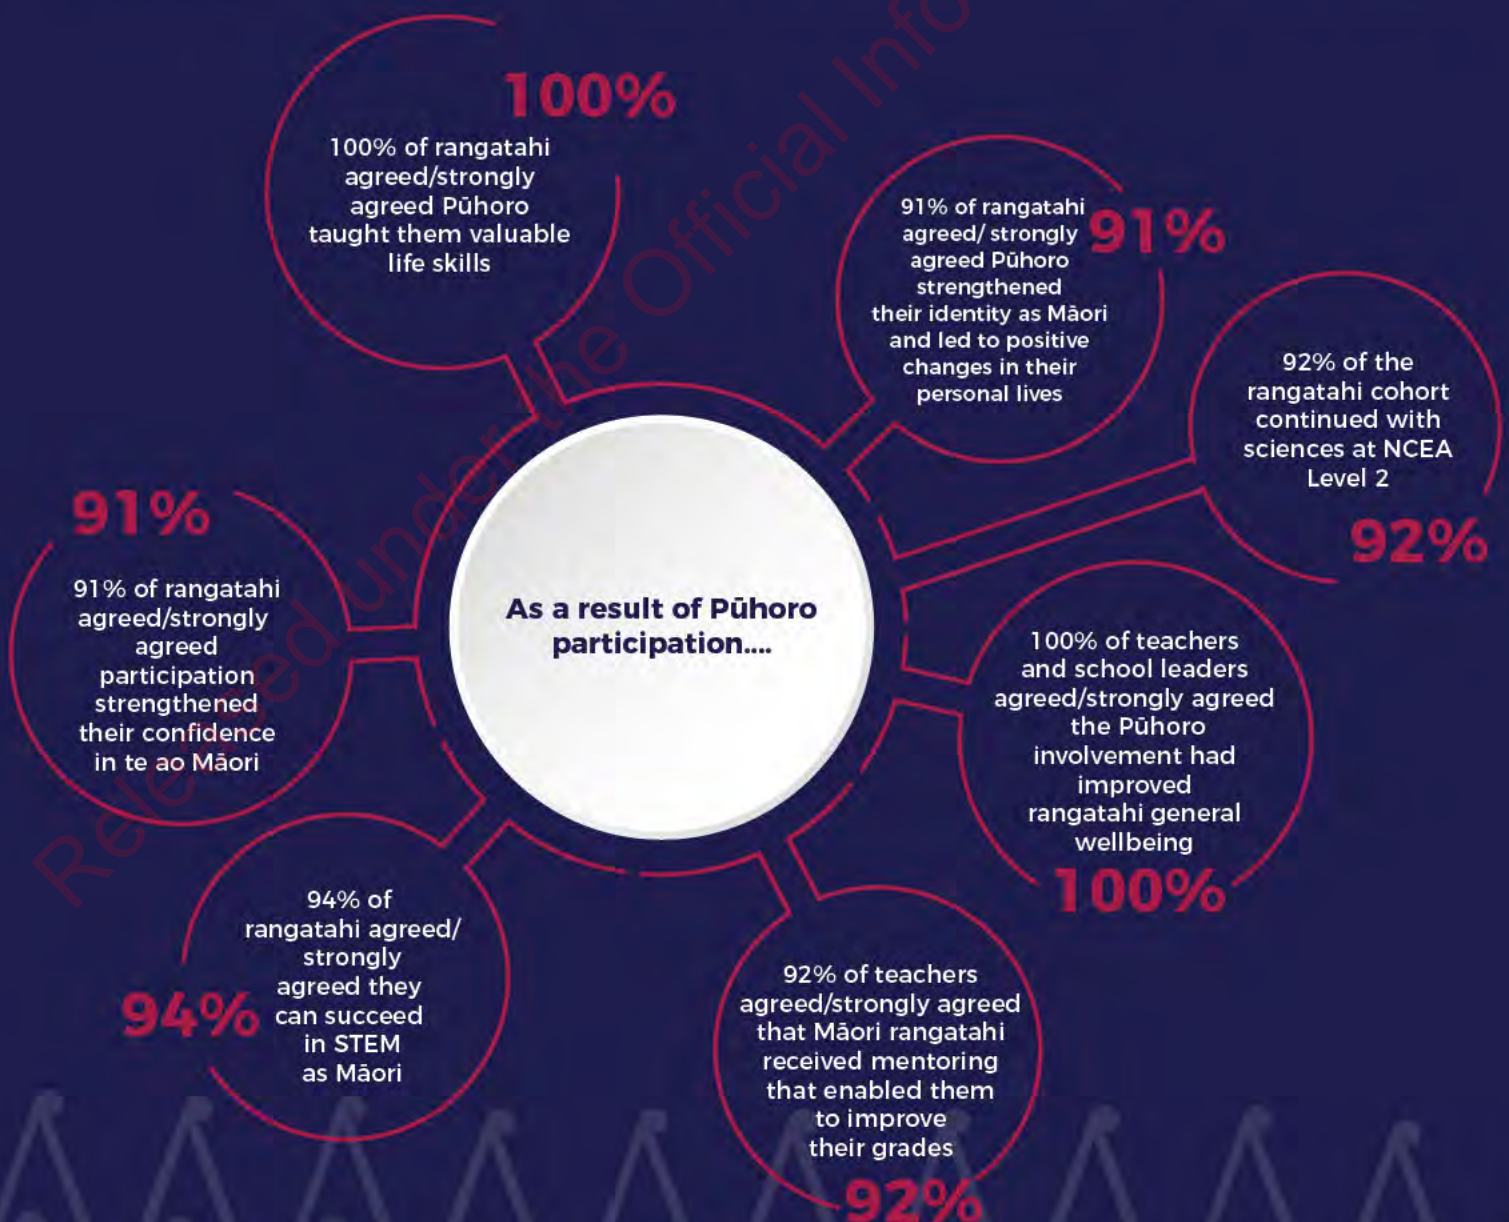 100%
100% of rangatahi
agreed/strongly
agreed Pūhoro
taught them valuable
life skills
91%
91% of rangatahi
agreed/ strongly
agreed Pūhoro
strengthened
their identity as Māori
and led to positive
changes in their
personal lives
92% of the
rangatahi cohort
continued with
sciences at NCEA
Level 2
92%
As a result of Pūhoro
participation....
91%
91% of rangatahi
agreed/strongly
agreed
participation
strengthened
their confidence
in te ao Māori
100% of teachers
and school leaders
agreed/strongly agreed
the Pūhoro
involvement had
improved
rangatahi general
wellbeing
100%
94% of
rangatahi agreed/
strongly
agreed they
can succeed
in STEM
as Māori
94%
92% of teachers
agreed/strongly agreed
that Māori rangatahi
received mentoring
that enabled them
to improve
their grades
92%
Released under the Official Info